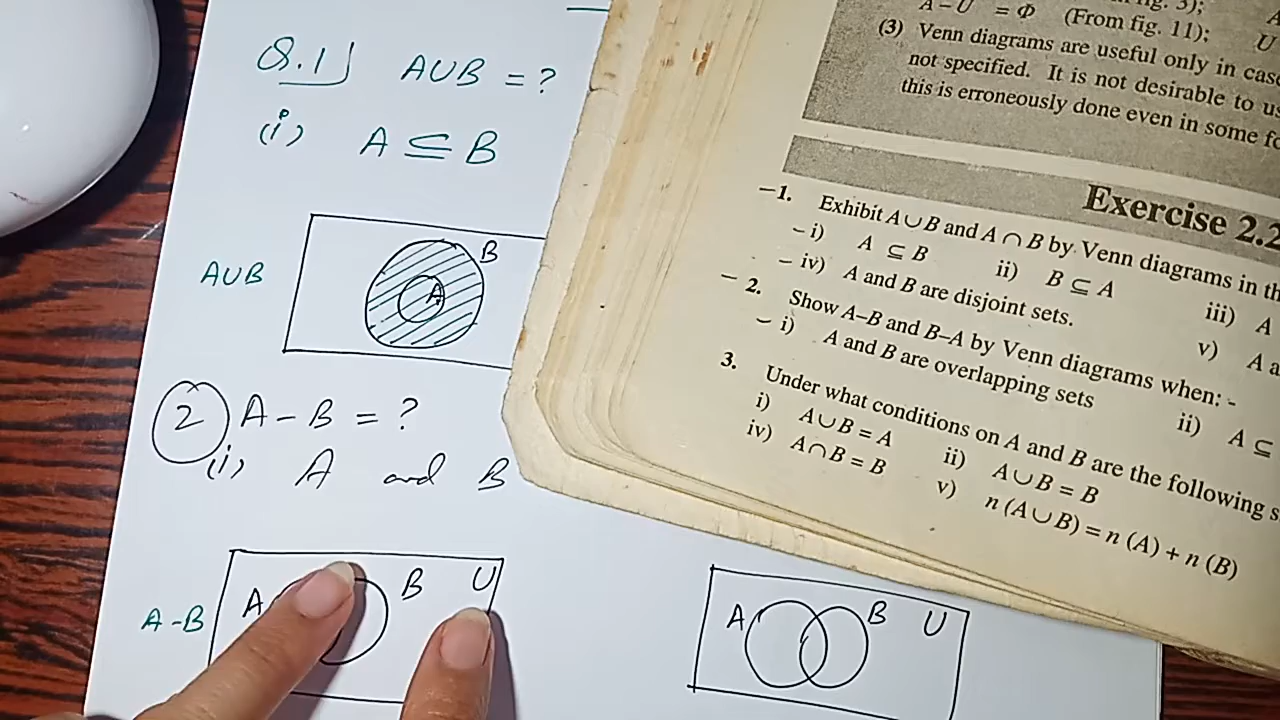 Q.1) A∪B = ?
(i) A ⊆ B
A∪B
B
A
2 A - B = ?
(i) A and B
A-B
A B U
A B U
fig. 3);
A-U = Φ (From fig. 11); U
(3) Venn diagrams are useful only in case
not specified. It is not desirable to us
this is erroneously done even in some fo
Exercise 2.2
1. Exhibit A∪B and A∩B by Venn diagrams in th
i) A ⊆ B ii) B ⊆ A iii) A
iv) A and B are disjoint sets. v) A a
2. Show A–B and B–A by Venn diagrams when: -
i) A and B are overlapping sets ii) A ⊆
3. Under what conditions on A and B are the following s
i) A∪B = A ii) A∪B = B
iv) A∩B = B v) n (A∪B) = n (A) + n (B)